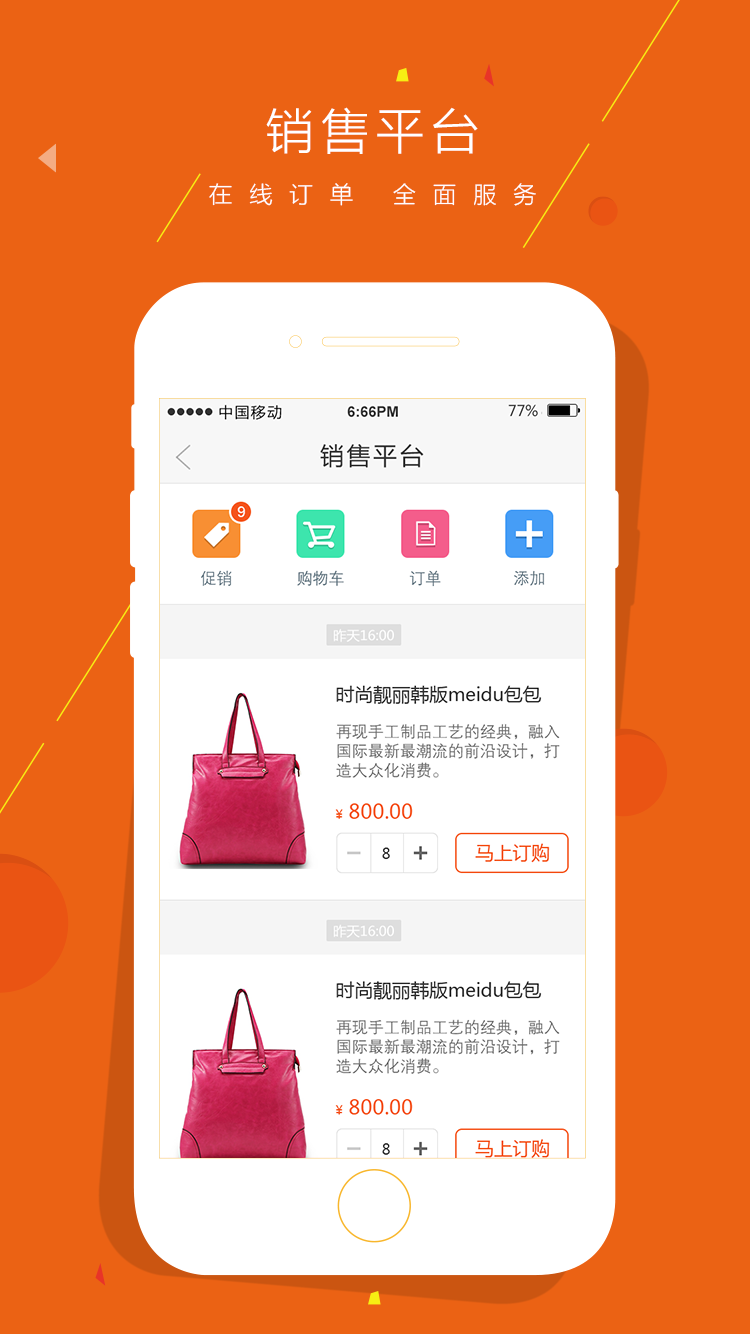 销售平台
在线订单 全面服务
中国移动 6:66PM 77%
销售平台
9
促销 购物车 订单 添加
昨天16:00
时尚靓丽韩版meidu包包
再现手工制品工艺的经典，融入
国际最新最潮流的前沿设计，打
造大众化消费。
¥ 800.00
8 马上订购
昨天16:00
时尚靓丽韩版meidu包包
再现手工制品工艺的经典，融入
国际最新最潮流的前沿设计，打
造大众化消费。
¥ 800.00
8 马上订购